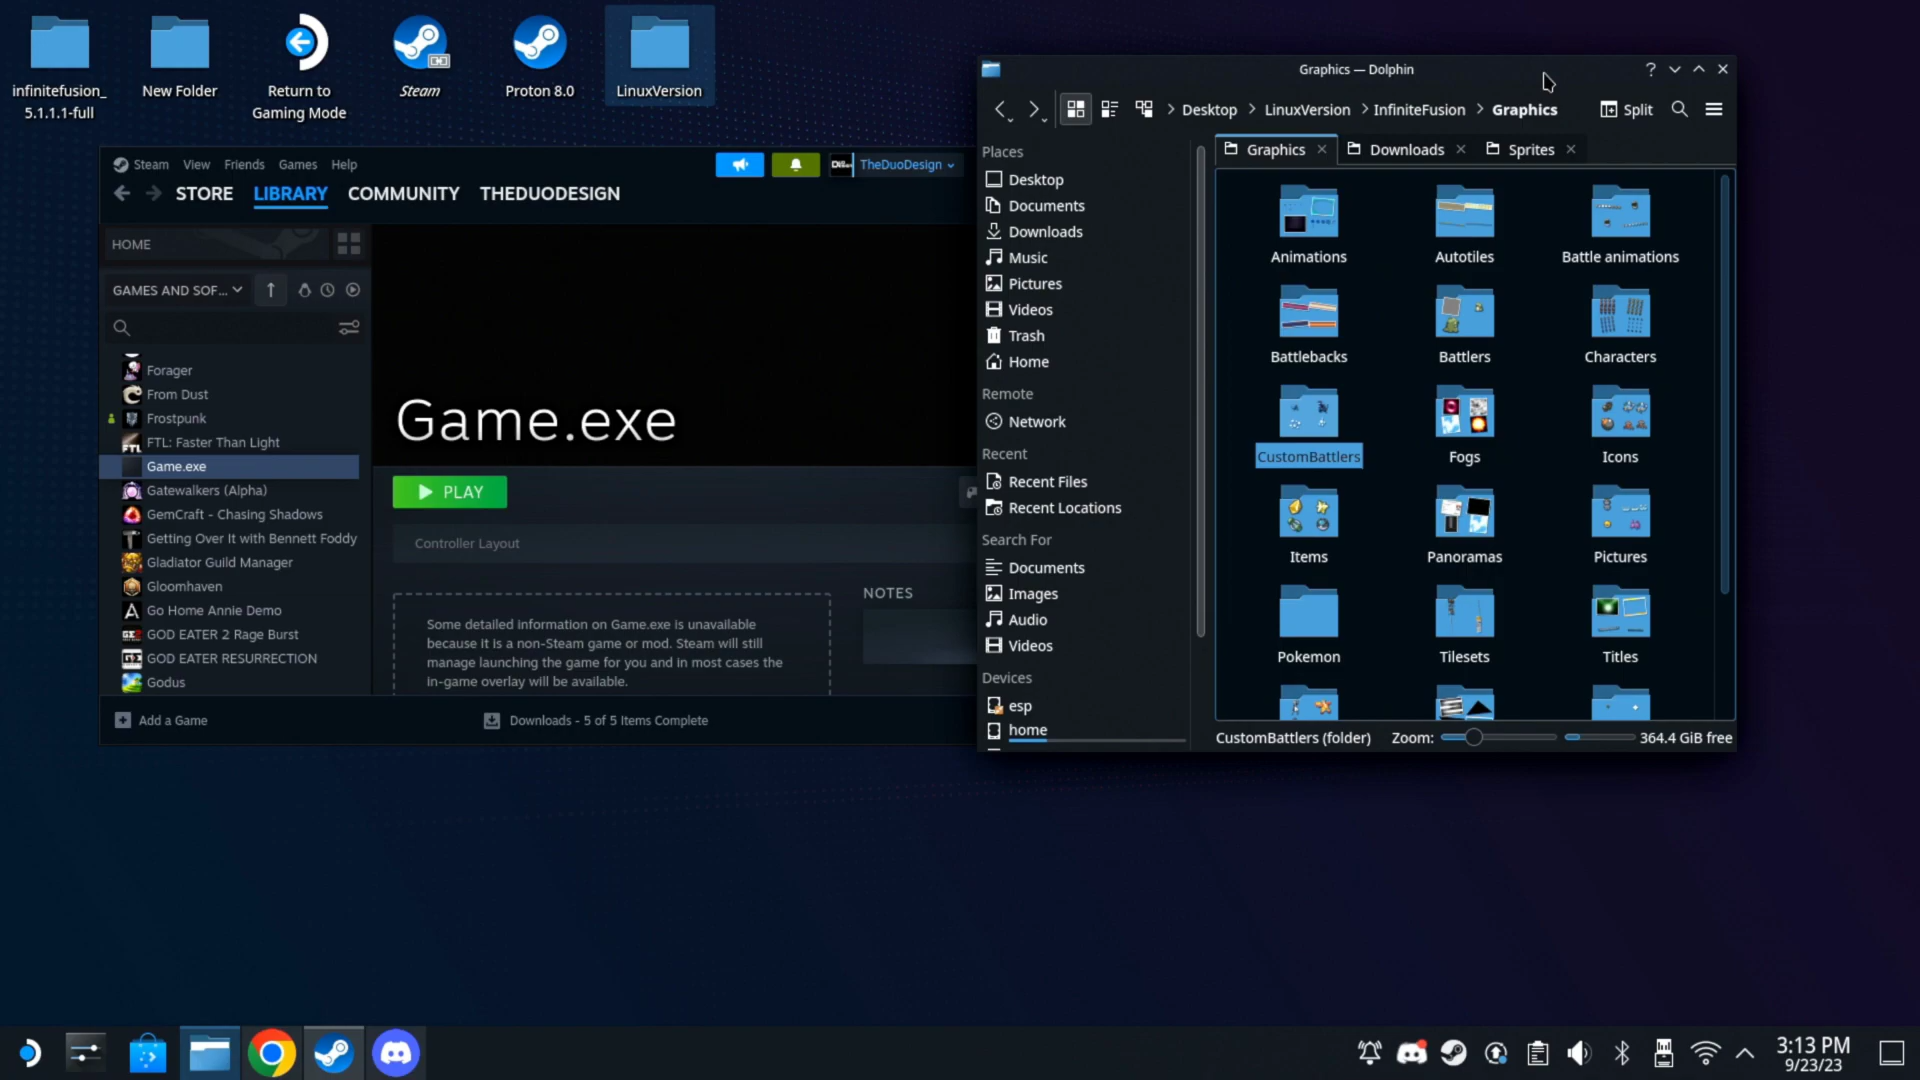 infinitefusion_
5.1.1.1-full
New Folder
Return to
Gaming Mode
Steam
Proton 8.0
LinuxVersion
Steam
View
Friends
Games
Help
TheDuoDesign
STORE
LIBRARY
COMMUNITY
THEDUODESIGN
HOME
GAMES AND SOF...
Forager
From Dust
Frostpunk
FTL
FTL: Faster Than Light
Game.exe
Gatewalkers (Alpha)
GemCraft - Chasing Shadows
Getting Over It with Bennett Foddy
Gladiator Guild Manager
Gloomhaven
Go Home Annie Demo
GOD EATER 2 Rage Burst
GOD EATER RESURRECTION
Godus
Game.exe
PLAY
Controller Layout
Some detailed information on Game.exe is unavailable
because it is a non-Steam game or mod. Steam will still
manage launching the game for you and in most cases the
in-game overlay will be available.
NOTES
Add a Game
Downloads - 5 of 5 Items Complete
Graphics — Dolphin
?
> Desktop > LinuxVersion > InfiniteFusion > Graphics
Split
Places
Desktop
Documents
Downloads
Music
Pictures
Videos
Trash
Home
Remote
Network
Recent
Recent Files
Recent Locations
Search For
Documents
Images
Audio
Videos
Devices
esp
home
Graphics
Downloads
Sprites
Animations
Autotiles
Battle animations
Battlebacks
Battlers
Characters
CustomBattlers
Fogs
Icons
Items
Panoramas
Pictures
Pokemon
Tilesets
Titles
CustomBattlers (folder)
Zoom:
364.4 GiB free
3:13 PM
9/23/23